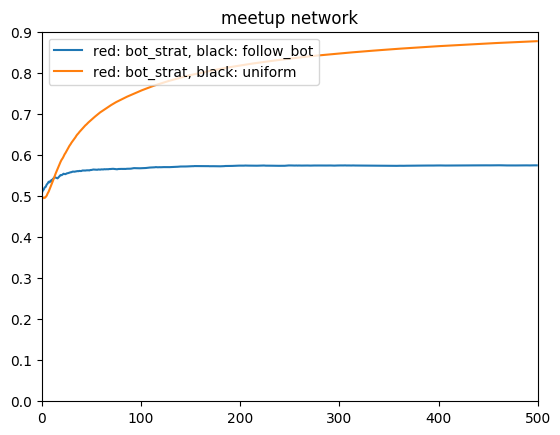 meetup network
red: bot_strat, black: follow_bot
red: bot_strat, black: uniform
0.9
0.8
0.7
0.6
0.5
0.4
0.3
0.2
0.1
0.0
0 100 200 300 400 500